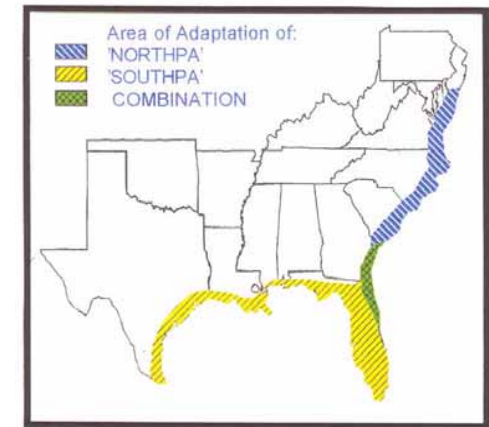 Area of Adaptation of:
'NORTHPA'
'SOUTHPA'
COMBINATION